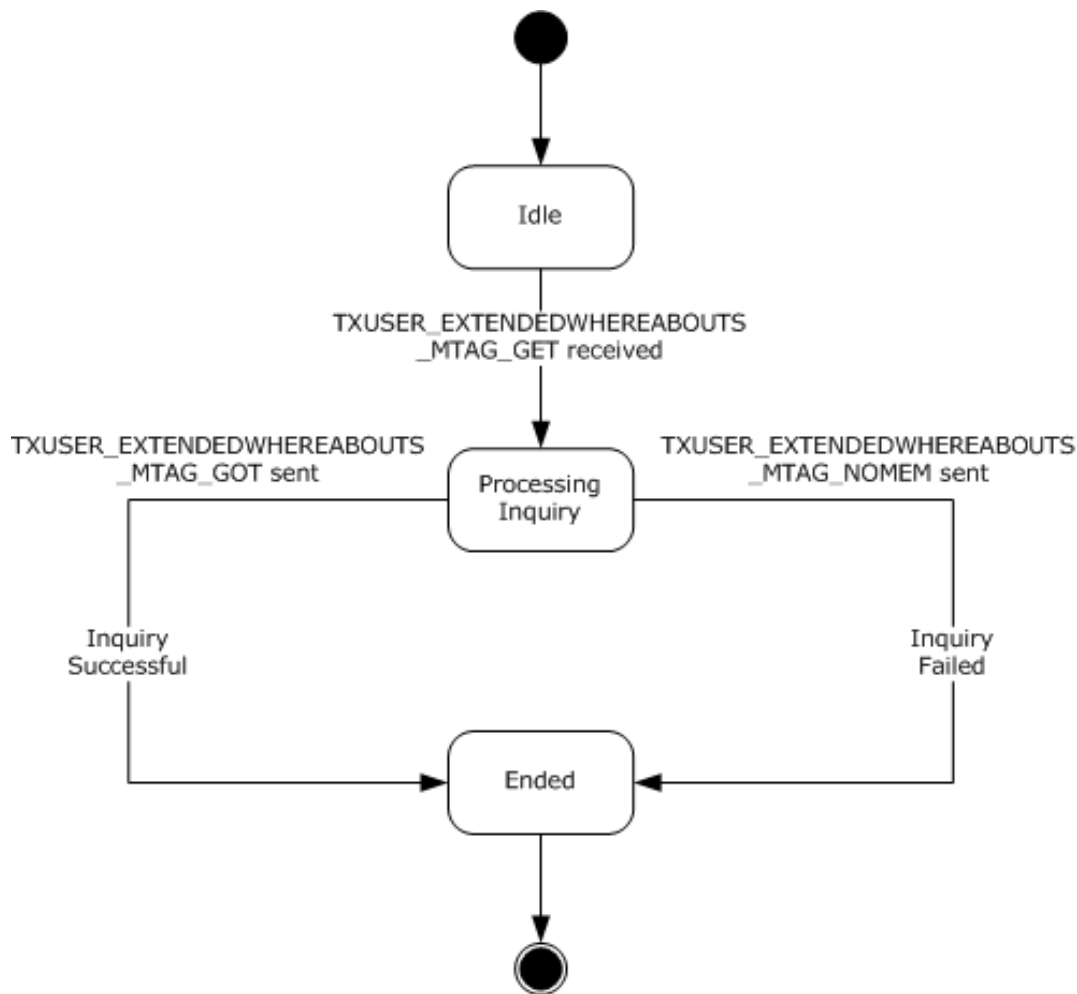 Idle
TXUSER_EXTENDEDWHEREABOUTS
_MTAG_GET received
TXUSER_EXTENDEDWHEREABOUTS
_MTAG_GOT sent
TXUSER_EXTENDEDWHEREABOUTS
_MTAG_NOMEM sent
Processing
Inquiry
Inquiry
Successful
Inquiry
Failed
Ended